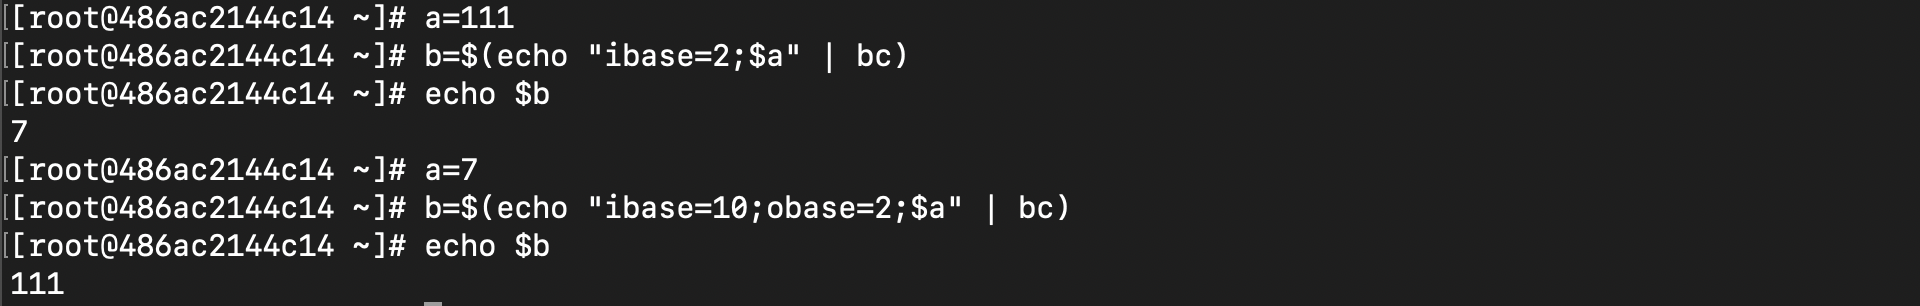 [[root@486ac2144c14 ~]# a=111
[[root@486ac2144c14 ~]# b=$(echo "ibase=2;$a" | bc)
[[root@486ac2144c14 ~]# echo $b
7
[[root@486ac2144c14 ~]# a=7
[[root@486ac2144c14 ~]# b=$(echo "ibase=10;obase=2;$a" | bc)
[[root@486ac2144c14 ~]# echo $b
111